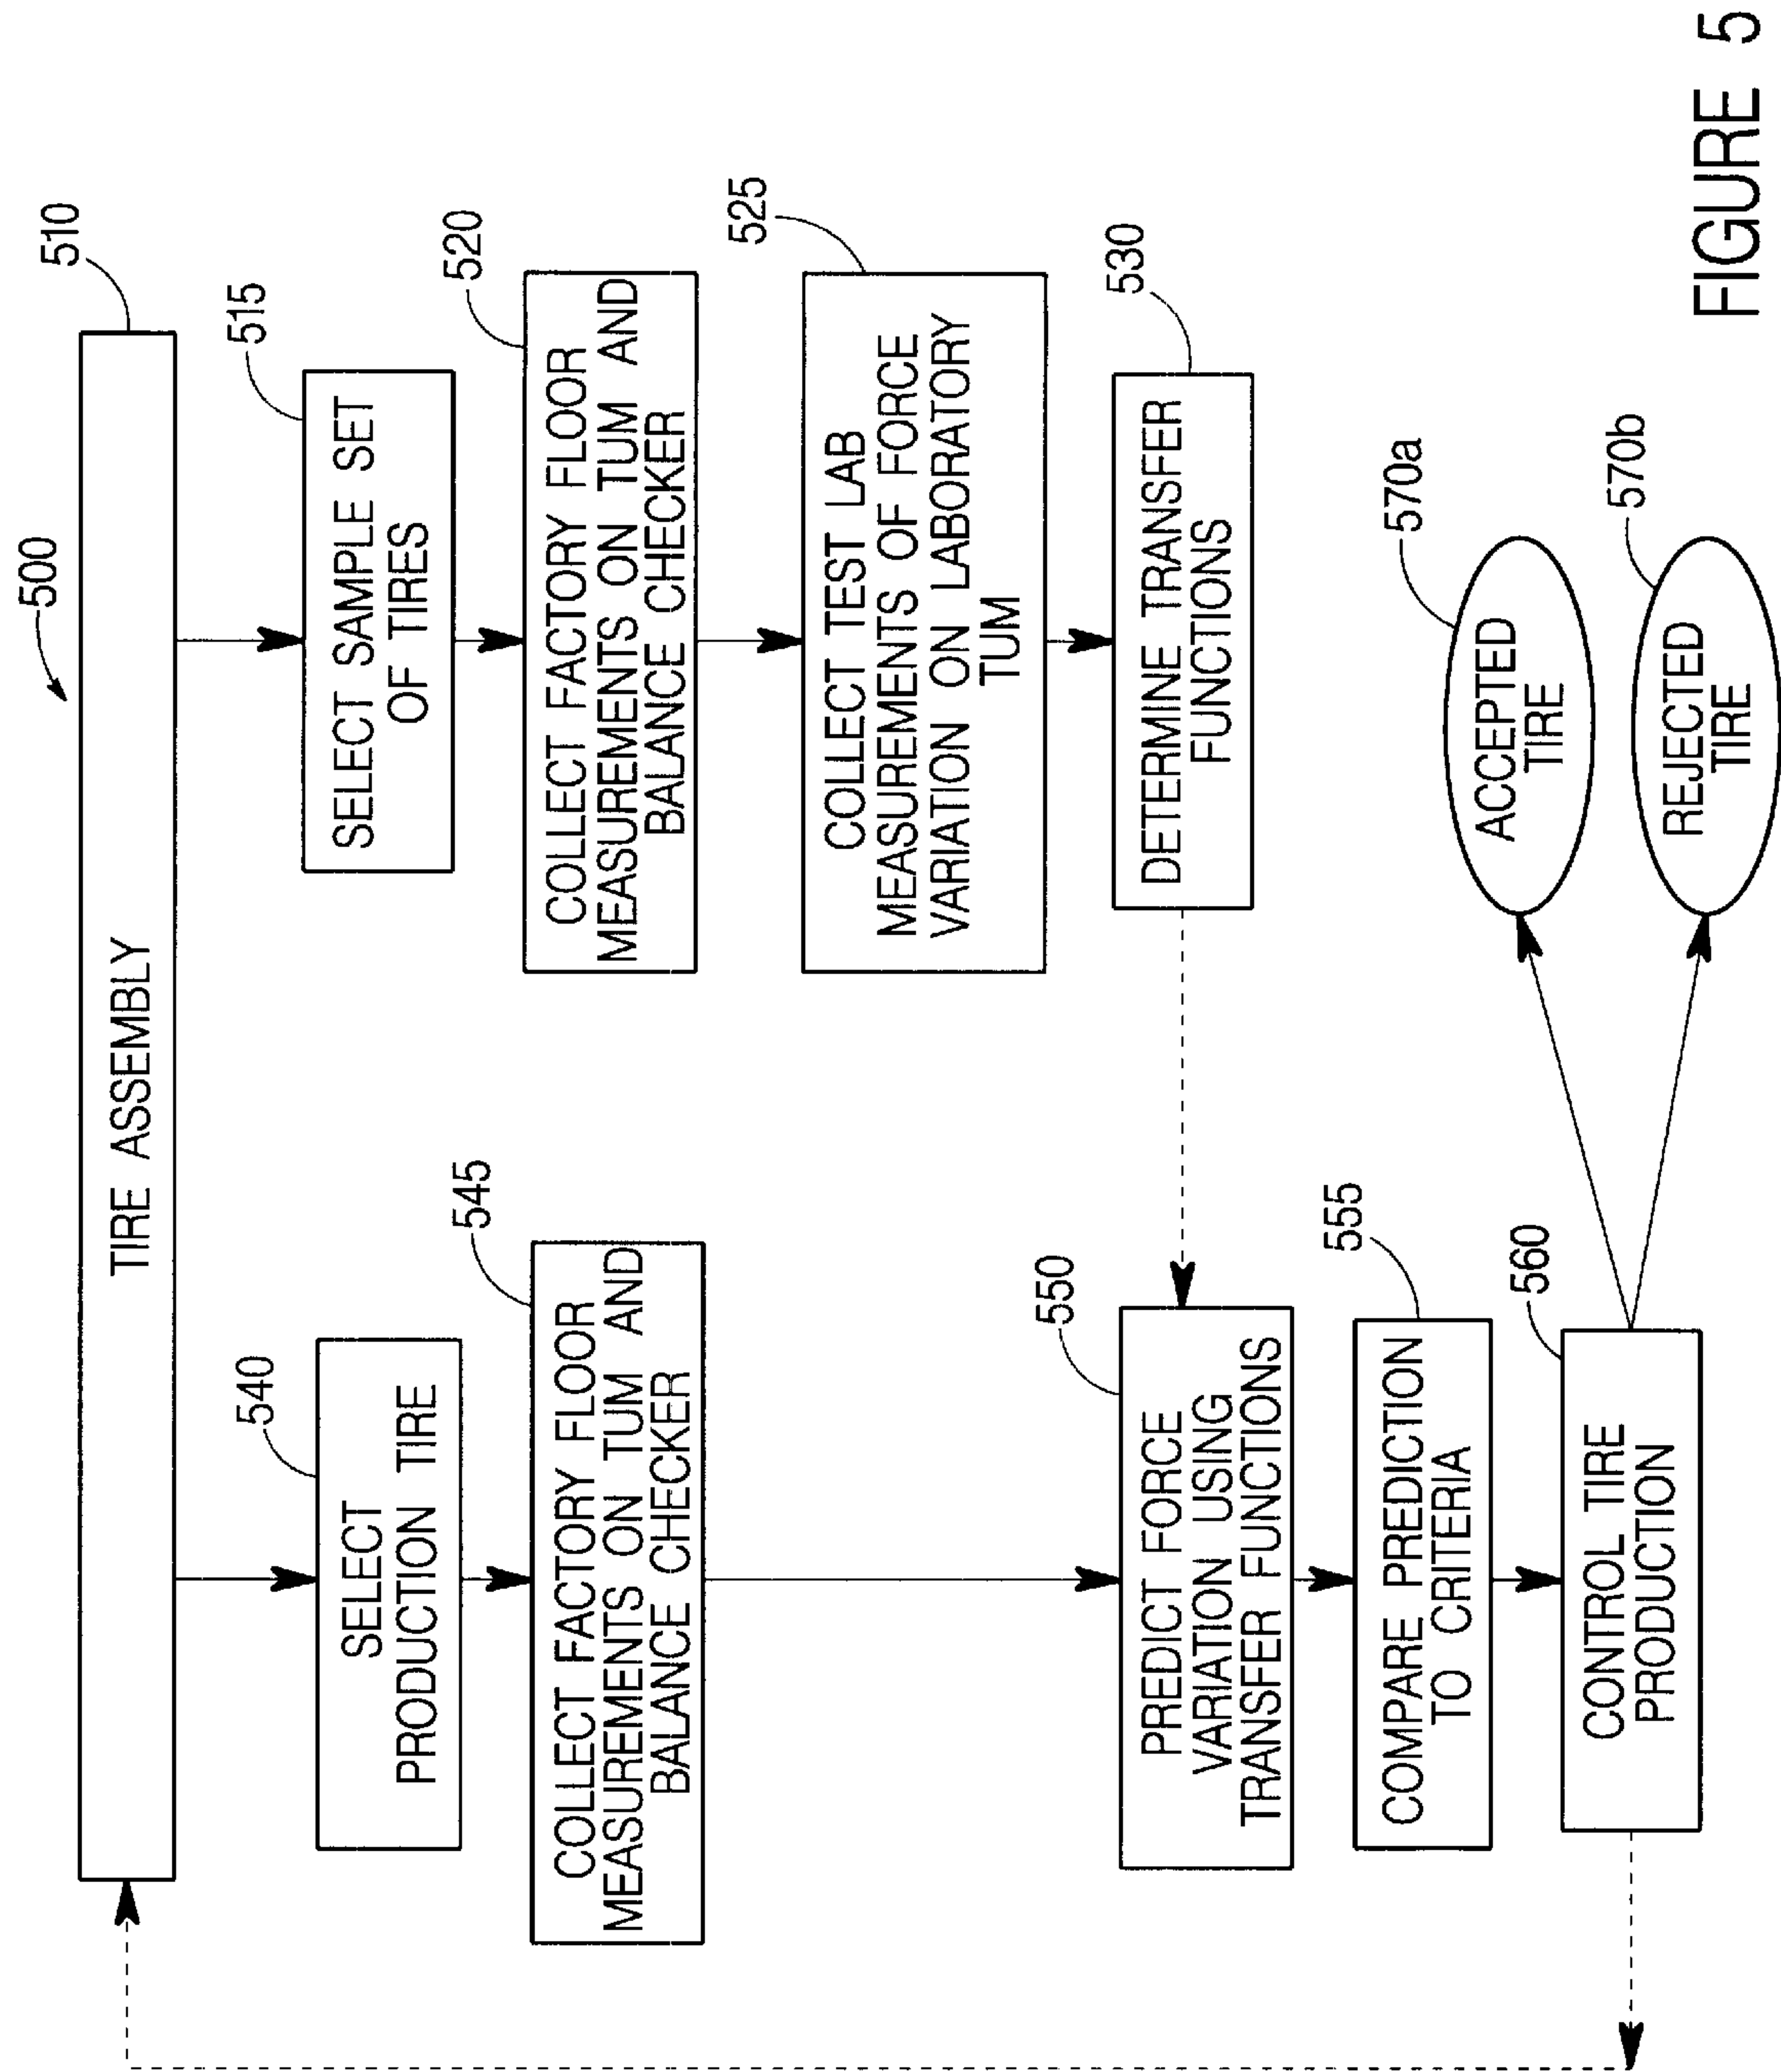 500
510
TIRE ASSEMBLY
540
SELECT
PRODUCTION TIRE
545
COLLECT FACTORY FLOOR
MEASUREMENTS ON TUM AND
BALANCE CHECKER
550
PREDICT FORCE
VARIATION USING
TRANSFER FUNCTIONS
555
COMPARE PREDICTION
TO CRITERIA
560
CONTROL TIRE
PRODUCTION
515
SELECT SAMPLE SET
OF TIRES
520
COLLECT FACTORY FLOOR
MEASUREMENTS ON TUM AND
BALANCE CHECKER
525
COLLECT TEST LAB
MEASUREMENTS OF FORCE
VARIATION ON LABORATORY
TUM
530
DETERMINE TRANSFER
FUNCTIONS
570a
ACCEPTED
TIRE
570b
REJECTED
TIRE
FIGURE 5